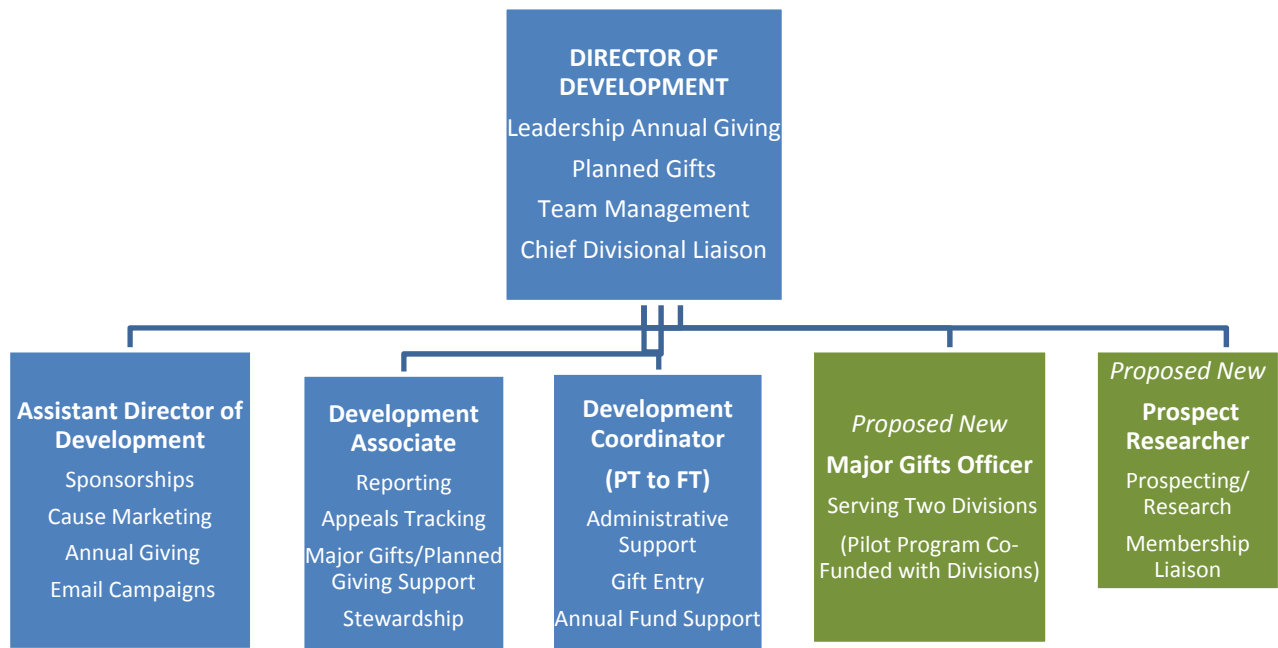 DIRECTOR OF
DEVELOPMENT
Leadership Annual Giving
Planned Gifts
Team Management
Chief Divisional Liaison
Assistant Director of
Development
Sponsorships
Cause Marketing
Annual Giving
Email Campaigns
Development
Associate
Reporting
Appeals Tracking
Major Gifts/Planned
Giving Support
Stewardship
Development
Coordinator
(PT to FT)
Administrative
Support
Gift Entry
Annual Fund Support
Proposed New
Major Gifts Officer
Serving Two Divisions
(Pilot Program Co-
Funded with Divisions)
Proposed New
Prospect
Researcher
Prospecting/
Research
Membership
Liaison